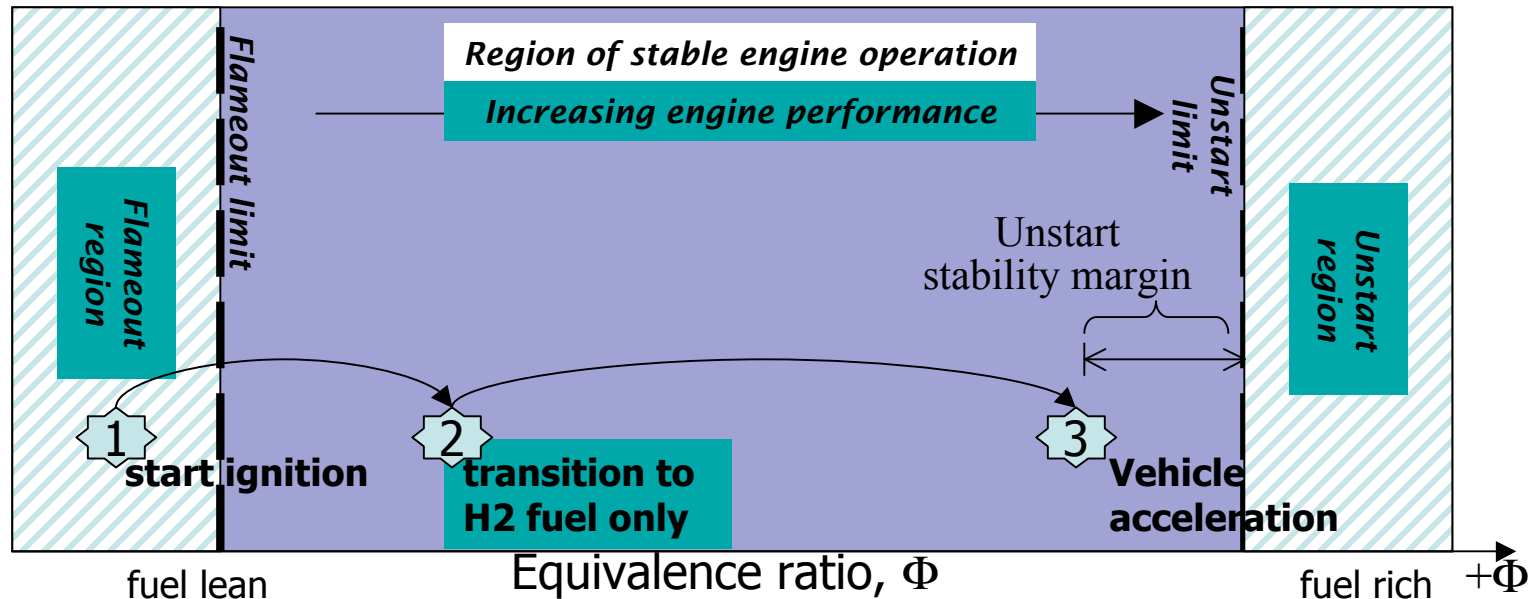 Region of stable engine operation
Increasing engine performance
Flameout limit
Unstart
limit
Flameout
region
Unstart
region
Unstart
stability margin
1
2
3
start ignition
transition to
H2 fuel only
Vehicle
acceleration
fuel lean
Equivalence ratio, Φ
fuel rich
+Φ